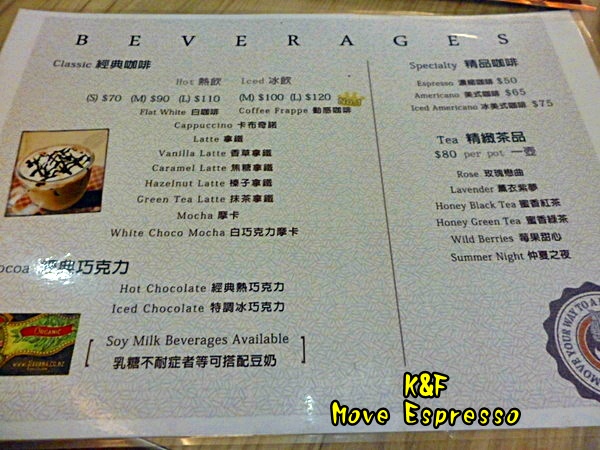 BEVERAGES
Classic 經典咖啡
Hot 熱飲 Iced 冰飲
(S) $70 (M) $90 (L) $110 (M) $100 (L) $120
Flat White 白咖啡 Coffee Frappe 動感咖啡
Cappuccino 卡布奇諾
Latte 拿鐵
Vanilla Latte 香草拿鐵
Caramel Latte 焦糖拿鐵
Hazelnut Latte 榛子拿鐵
Green Tea Latte 抹茶拿鐵
Mocha 摩卡
White Choco Mocha 白巧克力摩卡
ocoa 經典巧克力
Hot Chocolate 經典熱巧克力
Iced Chocolate 特調冰巧克力
ORGANIC
[ Soy Milk Beverages Available
乳糖不耐症者等可搭配豆奶 ]
Specialty 精品咖啡
Espresso 濃縮咖啡 $50
Americano 美式咖啡 $65
Iced Americano 冰美式咖啡 $75
Tea 精緻茶品
$80 per pot 一壺
Rose 玫瑰戀曲
Lavender 薰衣紫夢
Honey Black Tea 蜜香紅茶
Honey Green Tea 蜜香綠茶
Wild Berries 莓果甜心
Summer Night 仲夏之夜
MOVE YOUR WAY TO A
K&F
Move Espresso